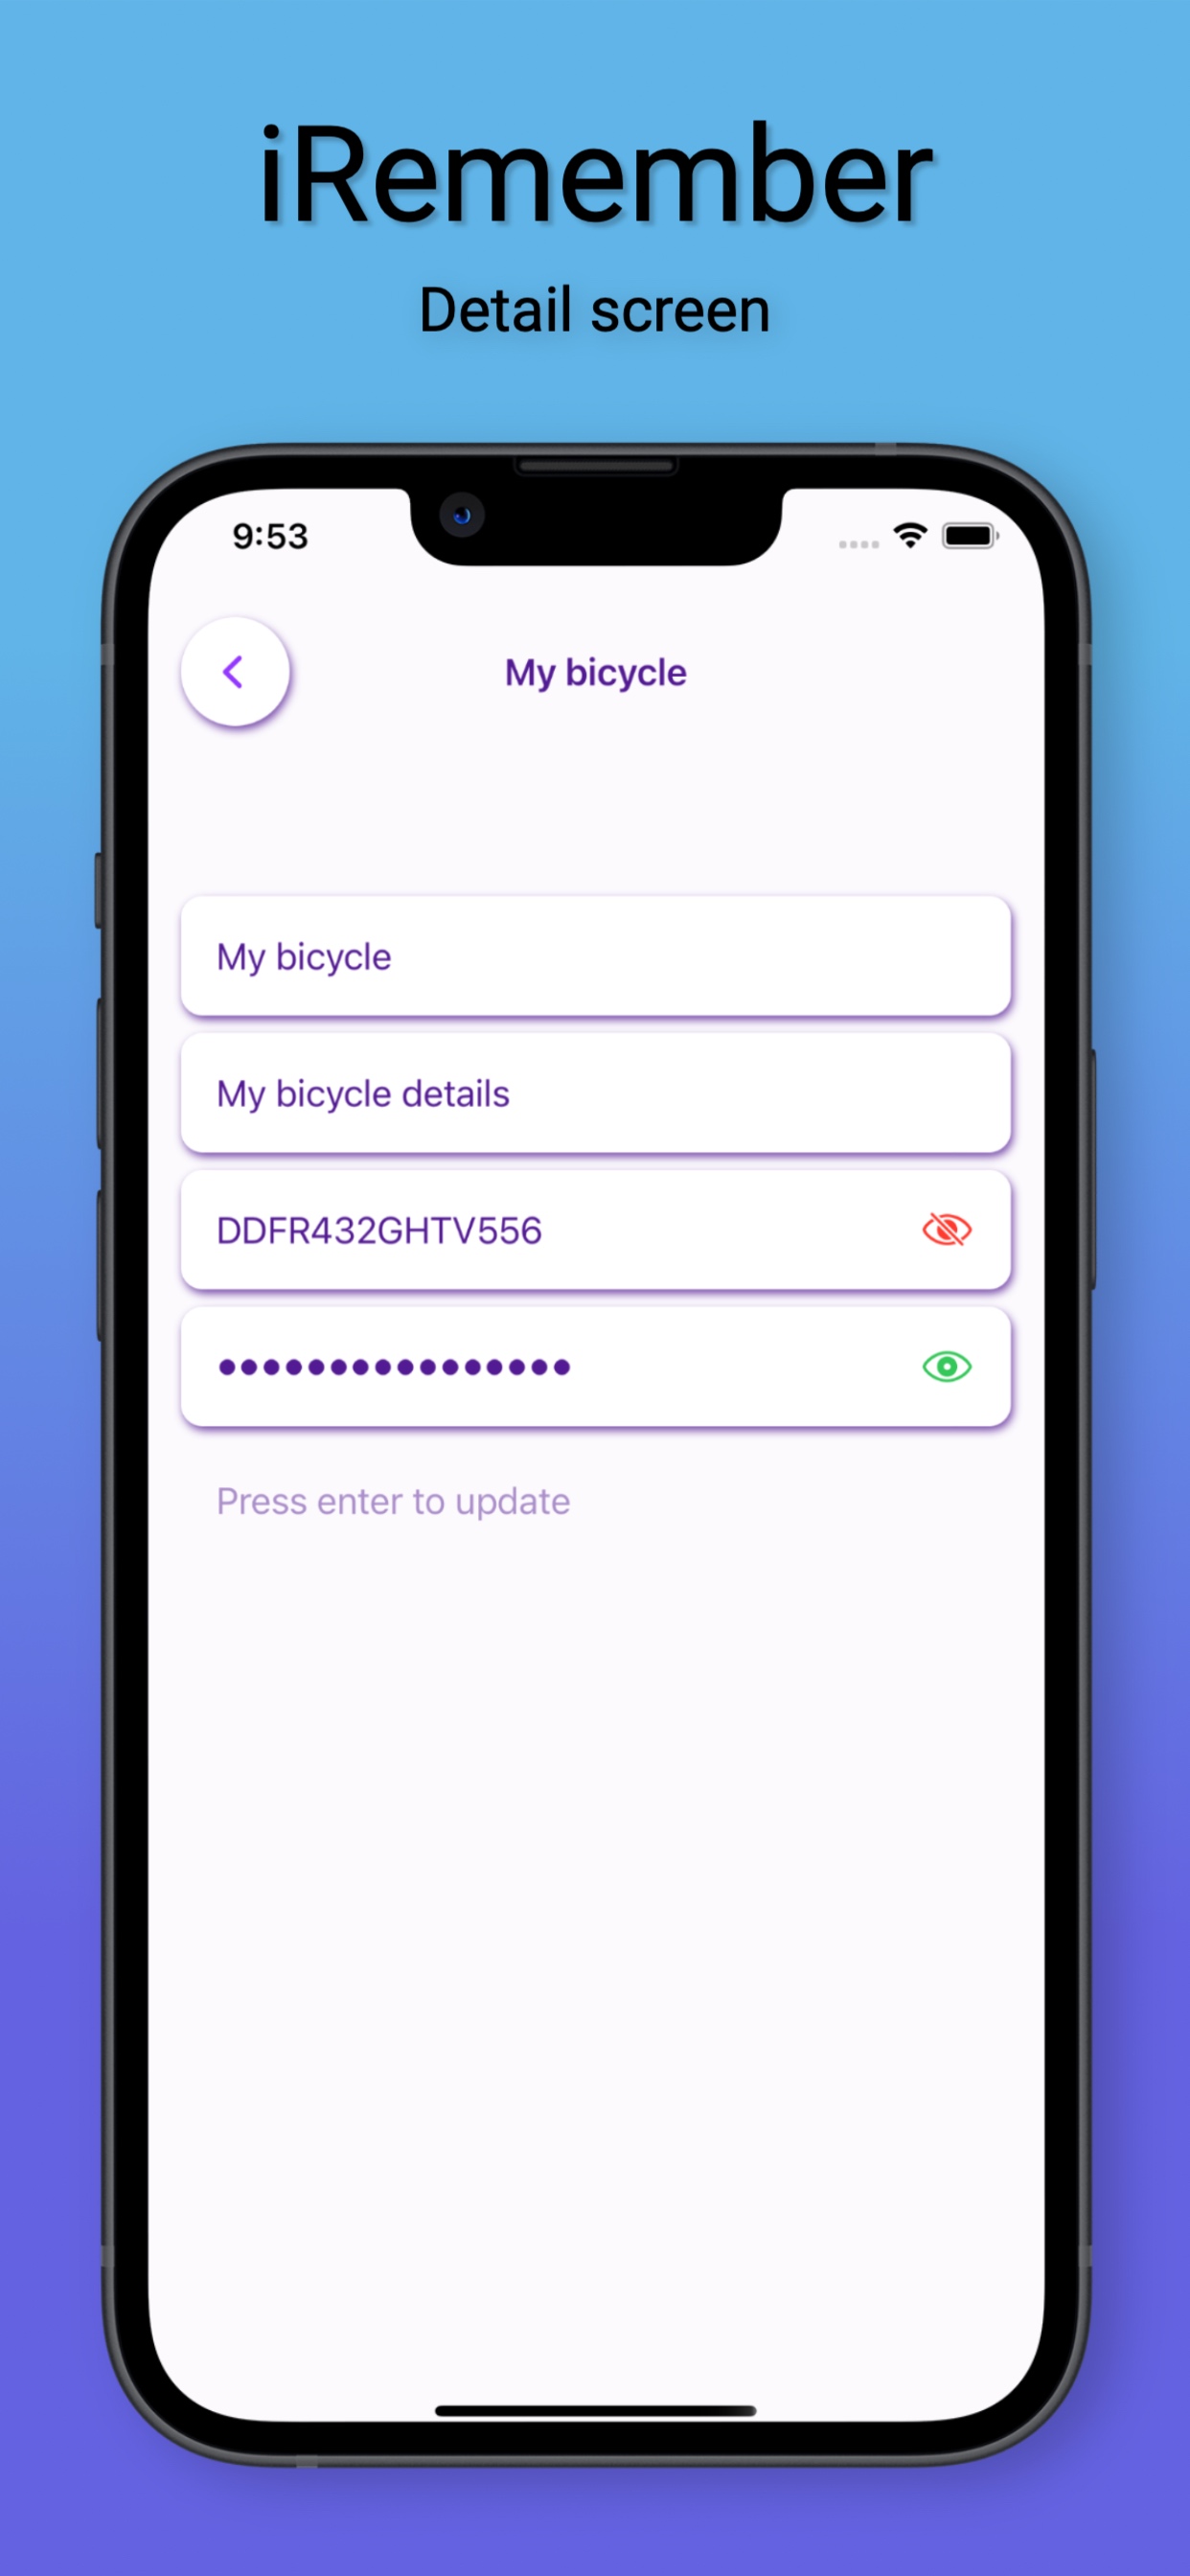 iRemember
Detail screen
9:53
My bicycle
My bicycle
My bicycle details
DDFR432GHTV556
••••••••••••••••
Press enter to update